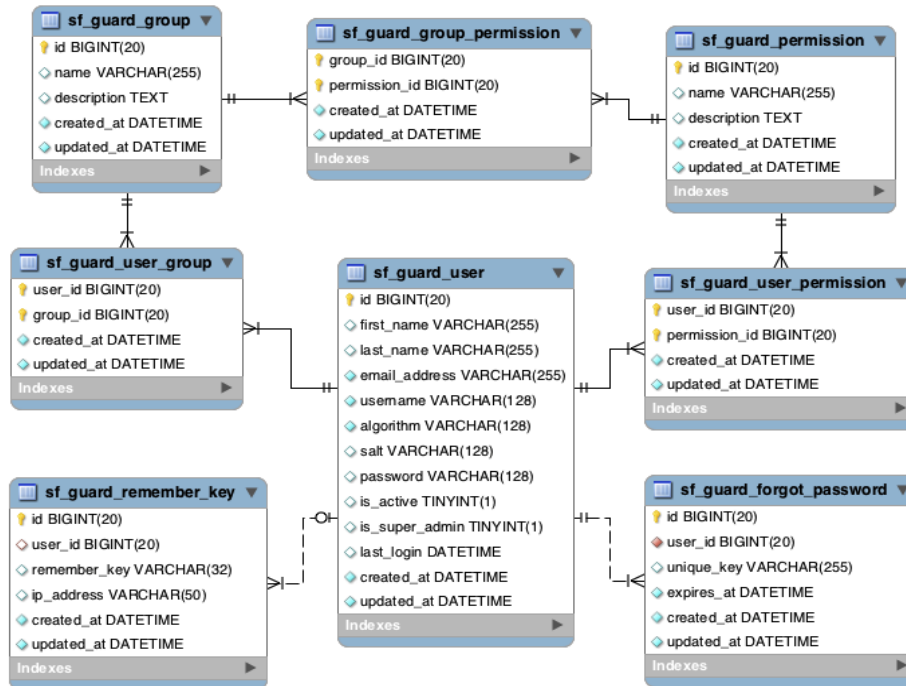 sf_guard_group
id BIGINT(20)
name VARCHAR(255)
description TEXT
created_at DATETIME
updated_at DATETIME
Indexes
sf_guard_group_permission
group_id BIGINT(20)
permission_id BIGINT(20)
created_at DATETIME
updated_at DATETIME
Indexes
sf_guard_permission
id BIGINT(20)
name VARCHAR(255)
description TEXT
created_at DATETIME
updated_at DATETIME
Indexes
sf_guard_user_group
user_id BIGINT(20)
group_id BIGINT(20)
created_at DATETIME
updated_at DATETIME
Indexes
sf_guard_user
id BIGINT(20)
first_name VARCHAR(255)
last_name VARCHAR(255)
email_address VARCHAR(255)
username VARCHAR(128)
algorithm VARCHAR(128)
salt VARCHAR(128)
password VARCHAR(128)
is_active TINYINT(1)
is_super_admin TINYINT(1)
last_login DATETIME
created_at DATETIME
updated_at DATETIME
Indexes
sf_guard_user_permission
user_id BIGINT(20)
permission_id BIGINT(20)
created_at DATETIME
updated_at DATETIME
Indexes
sf_guard_remember_key
id BIGINT(20)
user_id BIGINT(20)
remember_key VARCHAR(32)
ip_address VARCHAR(50)
created_at DATETIME
updated_at DATETIME
Indexes
sf_guard_forgot_password
id BIGINT(20)
user_id BIGINT(20)
unique_key VARCHAR(255)
expires_at DATETIME
created_at DATETIME
updated_at DATETIME
Indexes